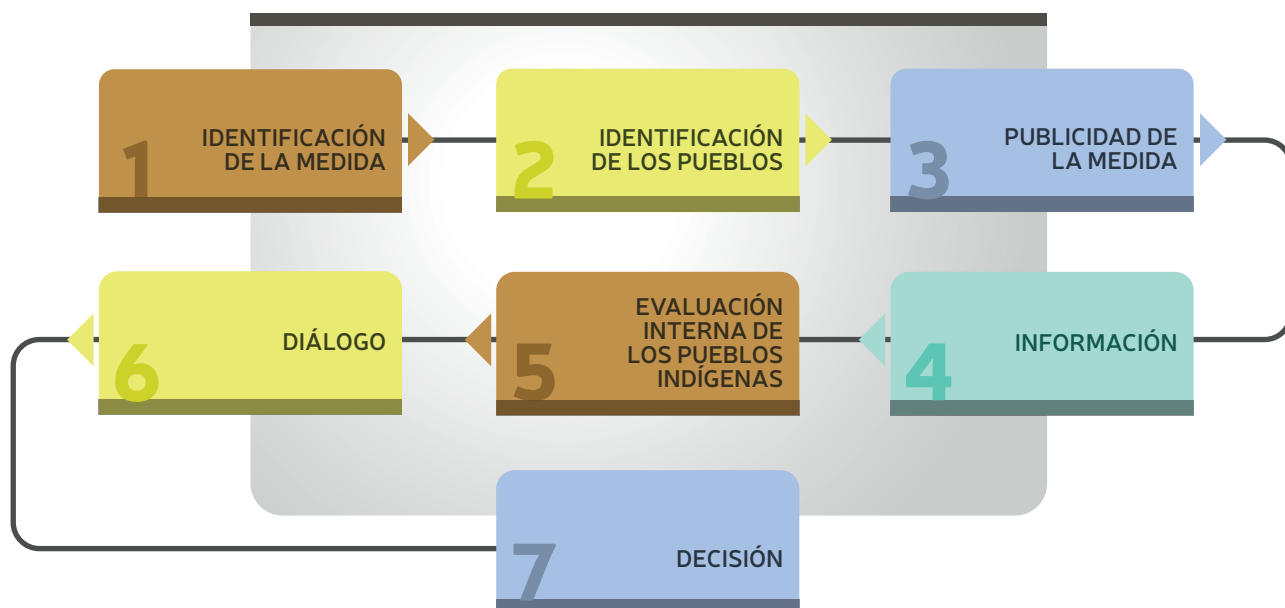 1
IDENTIFICACIÓN
DE LA MEDIDA
2
IDENTIFICACIÓN
DE LOS PUEBLOS
3
PUBLICIDAD DE
LA MEDIDA
4
INFORMACIÓN
5
EVALUACIÓN
INTERNA DE
LOS PUEBLOS
INDÍGENAS
6
DIÁLOGO
7
DECISIÓN